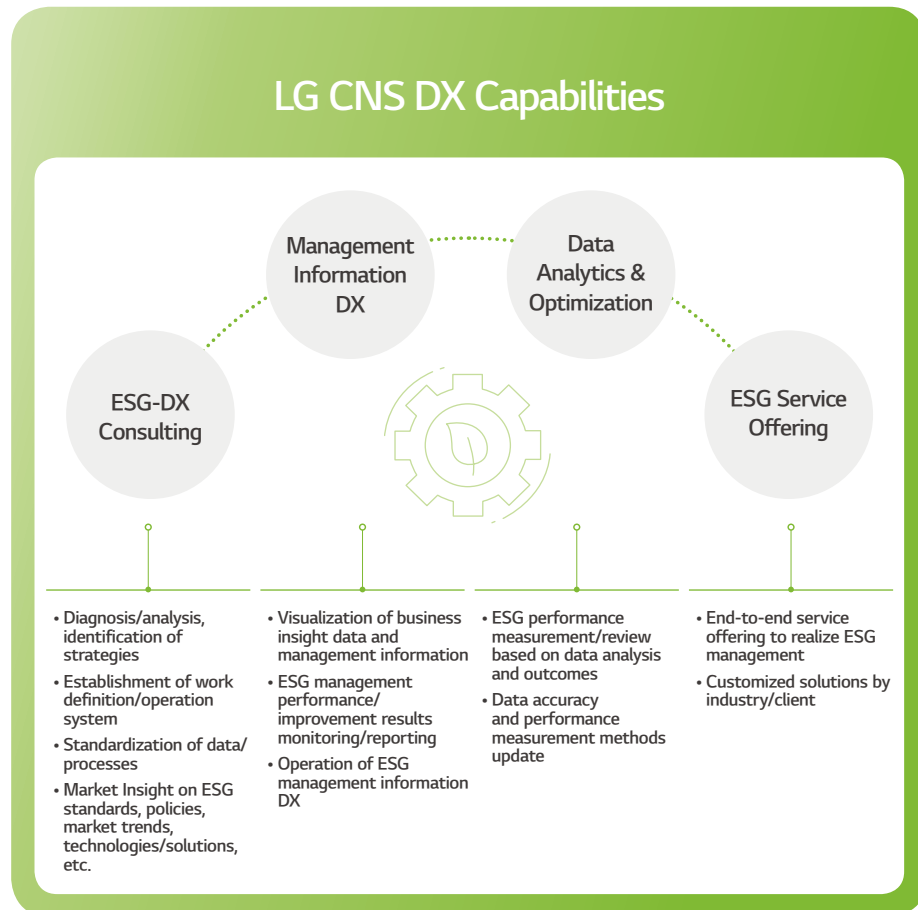 LG CNS DX Capabilities
Management
Information
DX
Data
Analytics &
Optimization
ESG-DX
Consulting
ESG Service
Offering
• Diagnosis/analysis,
identification of
strategies
• Establishment of work
definition/operation
system
• Standardization of data/
processes
• Market Insight on ESG
standards, policies,
market trends,
technologies/solutions,
etc.
• Visualization of business
insight data and
management information
• ESG management
performance/
improvement results
monitoring/reporting
• Operation of ESG
management information
DX
• ESG performance
measurement/review
based on data analysis
and outcomes
• Data accuracy
and performance
measurement methods
update
• End-to-end service
offering to realize ESG
management
• Customized solutions by
industry/client